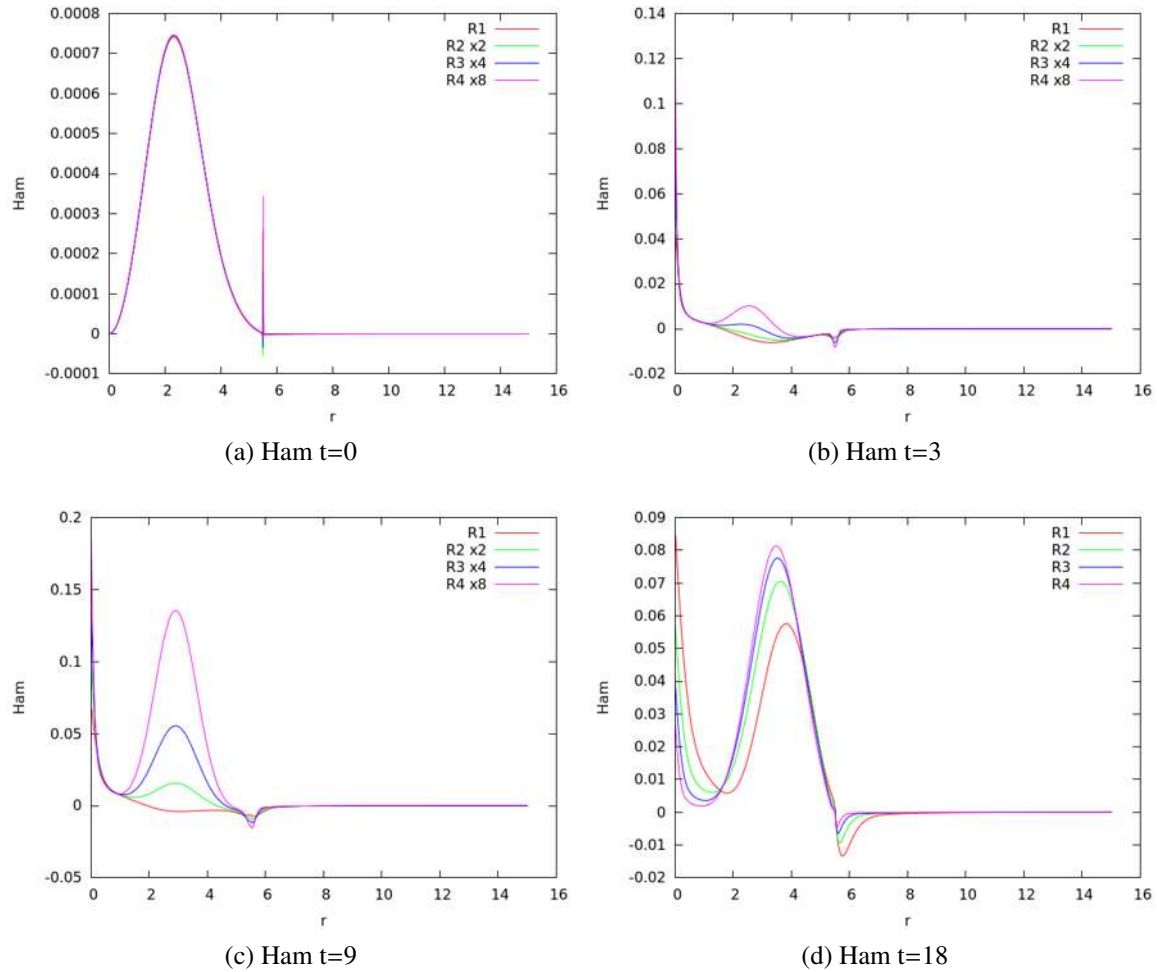 0.0008
0.0007
0.0006
0.0005
0.0004
0.0003
0.0002
0.0001
0
-0.0001
Ham
0 2 4 6 8 10 12 14 16
r
R1
R2 x2
R3 x4
R4 x8
(a) Ham t=0
0.14
0.12
0.1
0.08
0.06
0.04
0.02
0
-0.02
Ham
0 2 4 6 8 10 12 14 16
r
R1
R2 x2
R3 x4
R4 x8
(b) Ham t=3
0.2
0.15
0.1
0.05
0
-0.05
Ham
0 2 4 6 8 10 12 14 16
r
R1
R2 x2
R3 x4
R4 x8
(c) Ham t=9
0.09
0.08
0.07
0.06
0.05
0.04
0.03
0.02
0.01
0
-0.01
-0.02
Ham
0 2 4 6 8 10 12 14 16
r
R1
R2
R3
R4
(d) Ham t=18